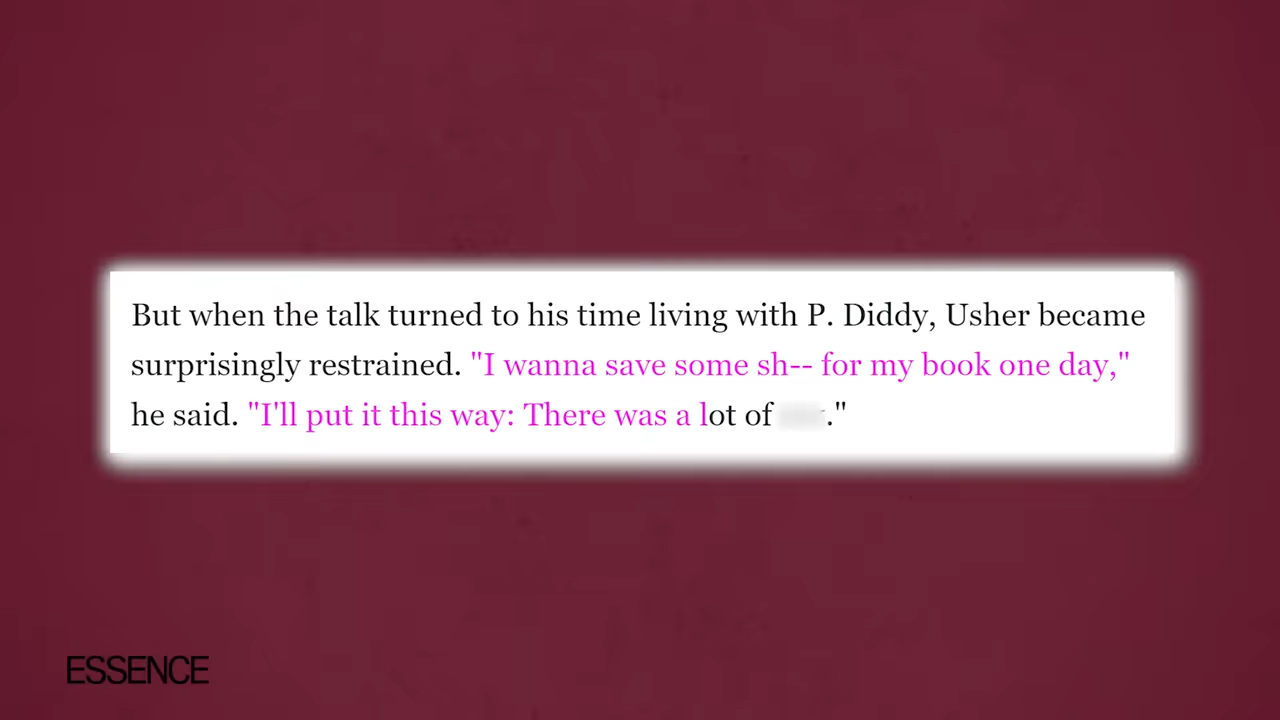 But when the talk turned to his time living with P. Diddy, Usher became
surprisingly restrained. "I wanna save some sh-- for my book one day,"
he said. "I'll put it this way: There was a lot of ."
ESSENCE